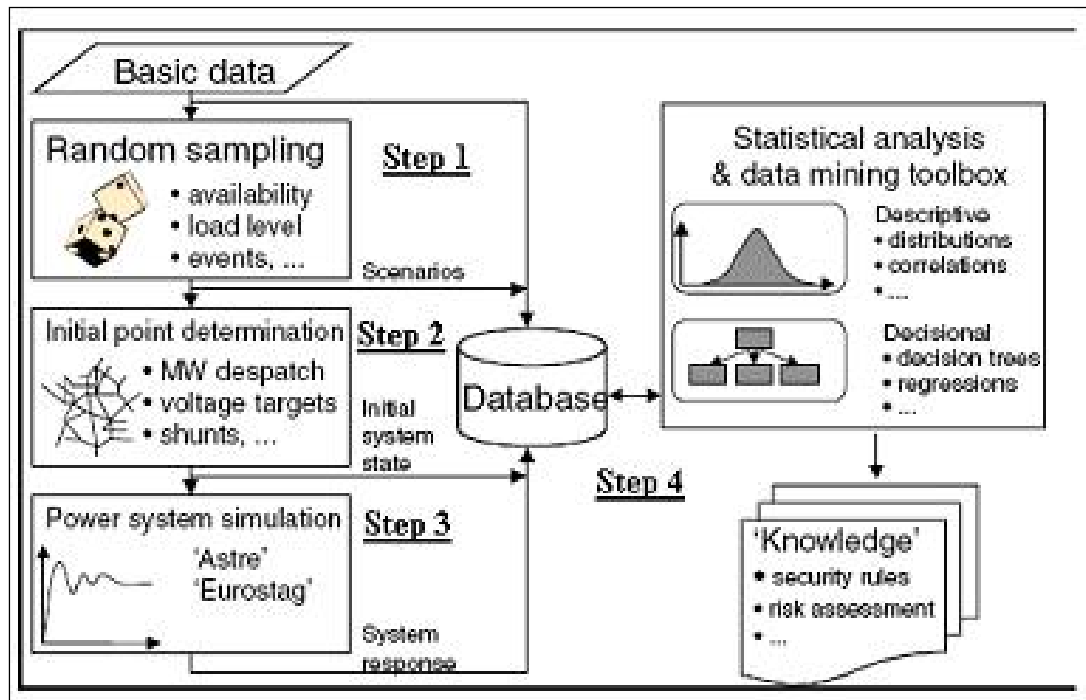 Basic data
Random sampling
• availability
• load level
• events, ...
Step 1
Scenarios
Initial point determination
• MW despatch
• voltage targets
• shunts, ...
Step 2
Initial
system
state
Power system simulation
'Astre'
'Eurostag'
Step 3
System
response
Database
Step 4
Statistical analysis
& data mining toolbox
Descriptive
• distributions
• correlations
• ...
Decisional
• decision trees
• regressions
• ...
'Knowledge'
• security rules
• risk assessment
• ...